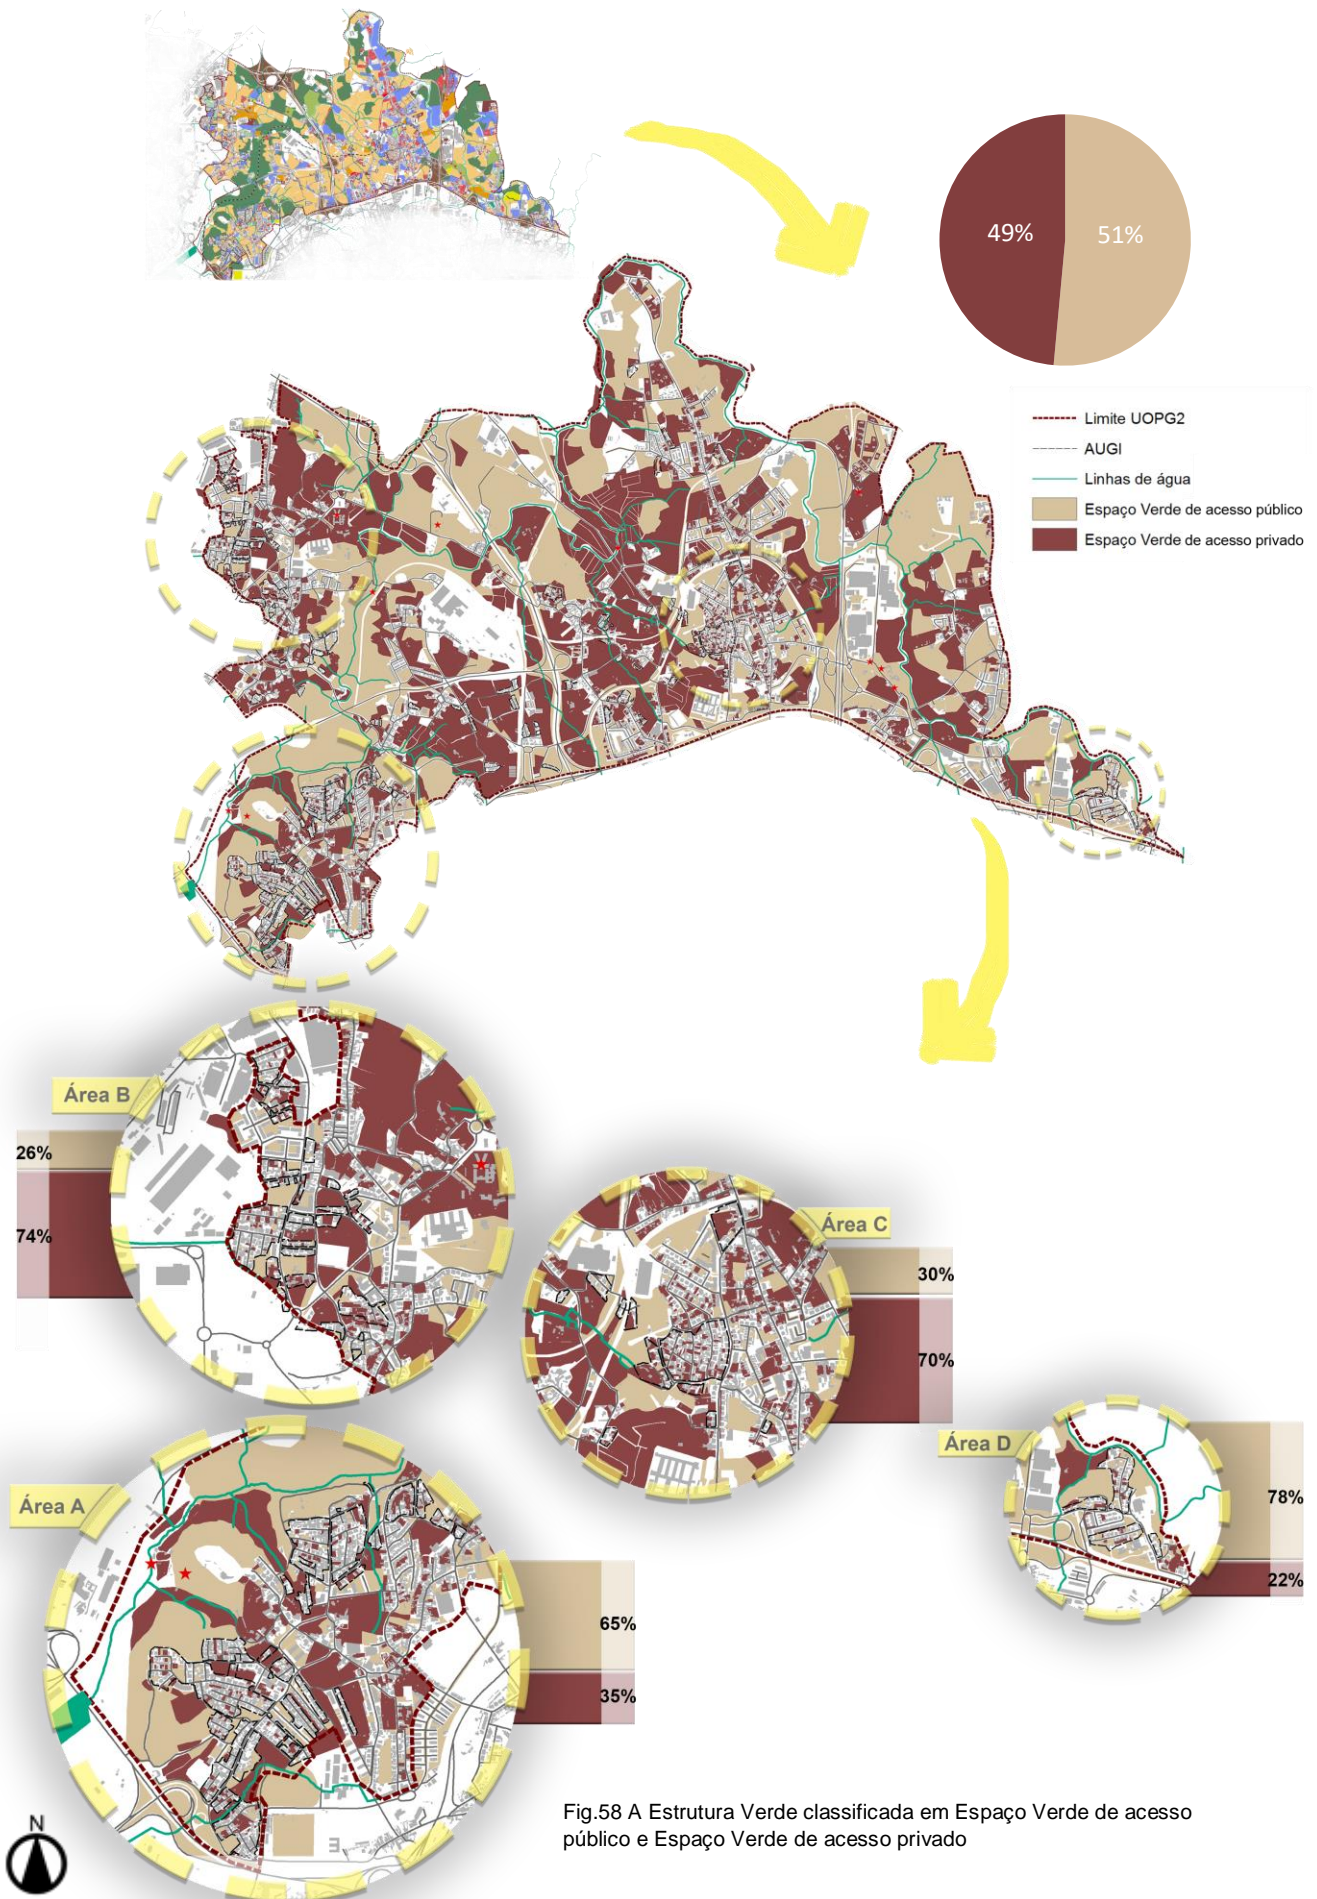 49%
51%
Limite UOPG2
AUGI
Linhas de água
Espaço Verde de acesso público
Espaço Verde de acesso privado
Área B
26%
74%
Área C
30%
70%
Área D
78%
22%
Área A
65%
35%
Fig.58 A Estrutura Verde classificada em Espaço Verde de acesso
público e Espaço Verde de acesso privado
N